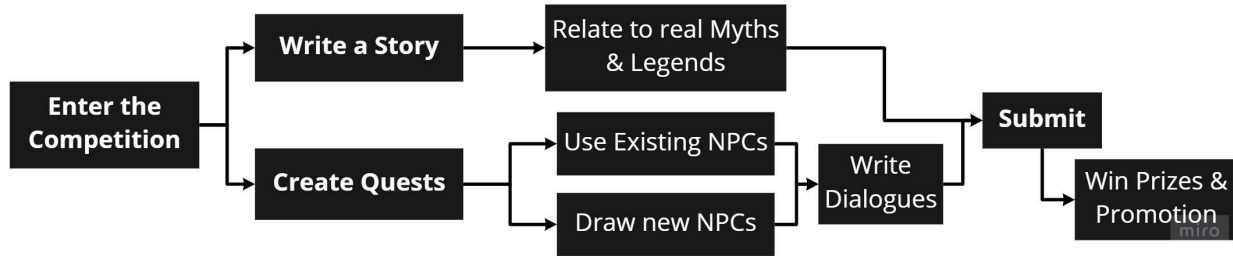 Enter the
Competition
Write a Story
Relate to real Myths
& Legends
Create Quests
Use Existing NPCs
Draw new NPCs
Write
Dialogues
Submit
Win Prizes &
Promotion
miro